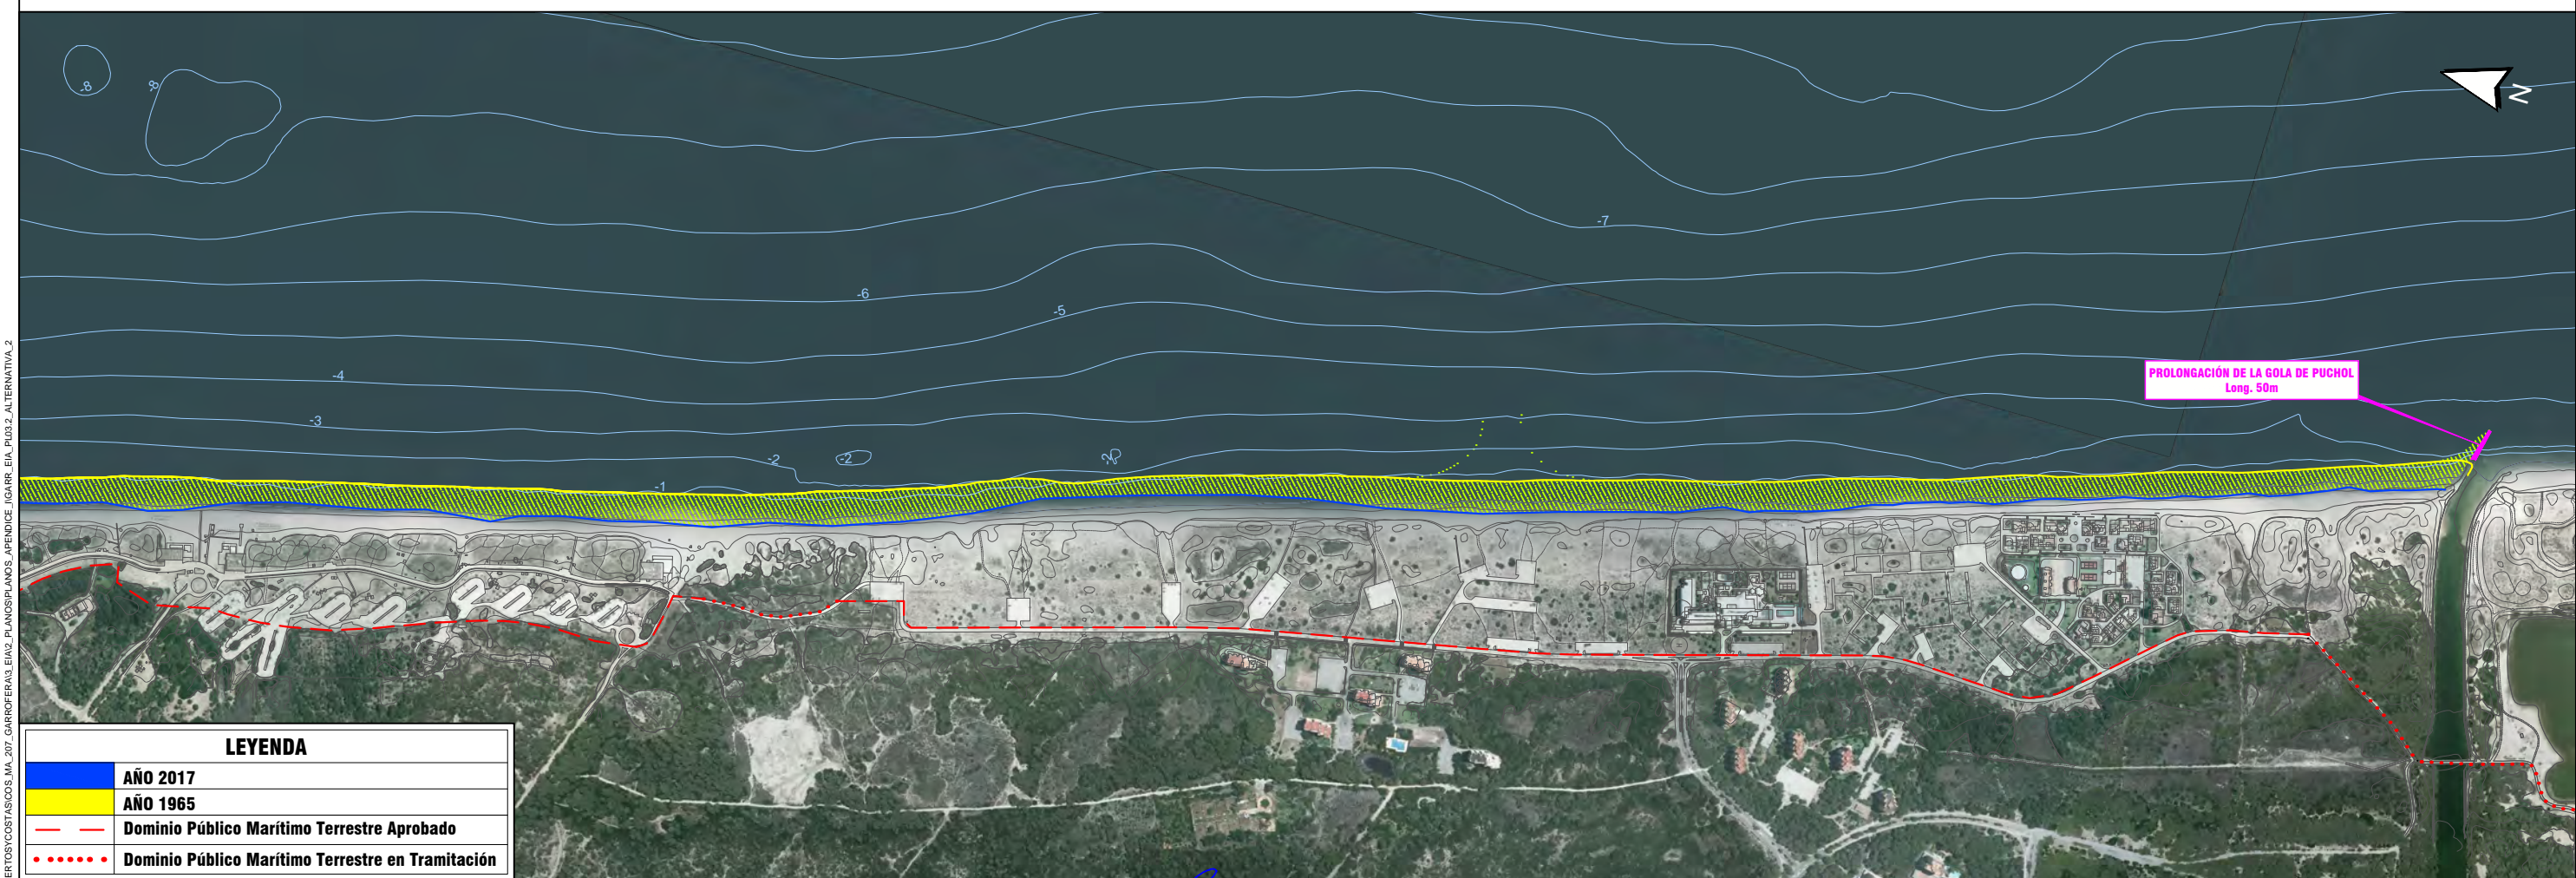 -8
-8
N
-7
-6
-5
PROLONGACIÓN DE LA GOLA DE PUCHOL
Long. 50m
-4
-3
-2
-2
-1
LEYENDA
AÑO 2017
AÑO 1965
Dominio Público Marítimo Terrestre Aprobado
Dominio Público Marítimo Terrestre en Tramitación